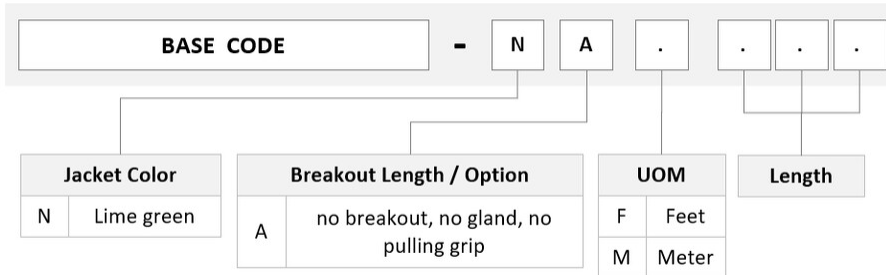 BASE CODE - N A . . . .
Jacket Color
N Lime green
Breakout Length / Option
A no breakout, no gland, no
pulling grip
UOM
F Feet
M Meter
Length